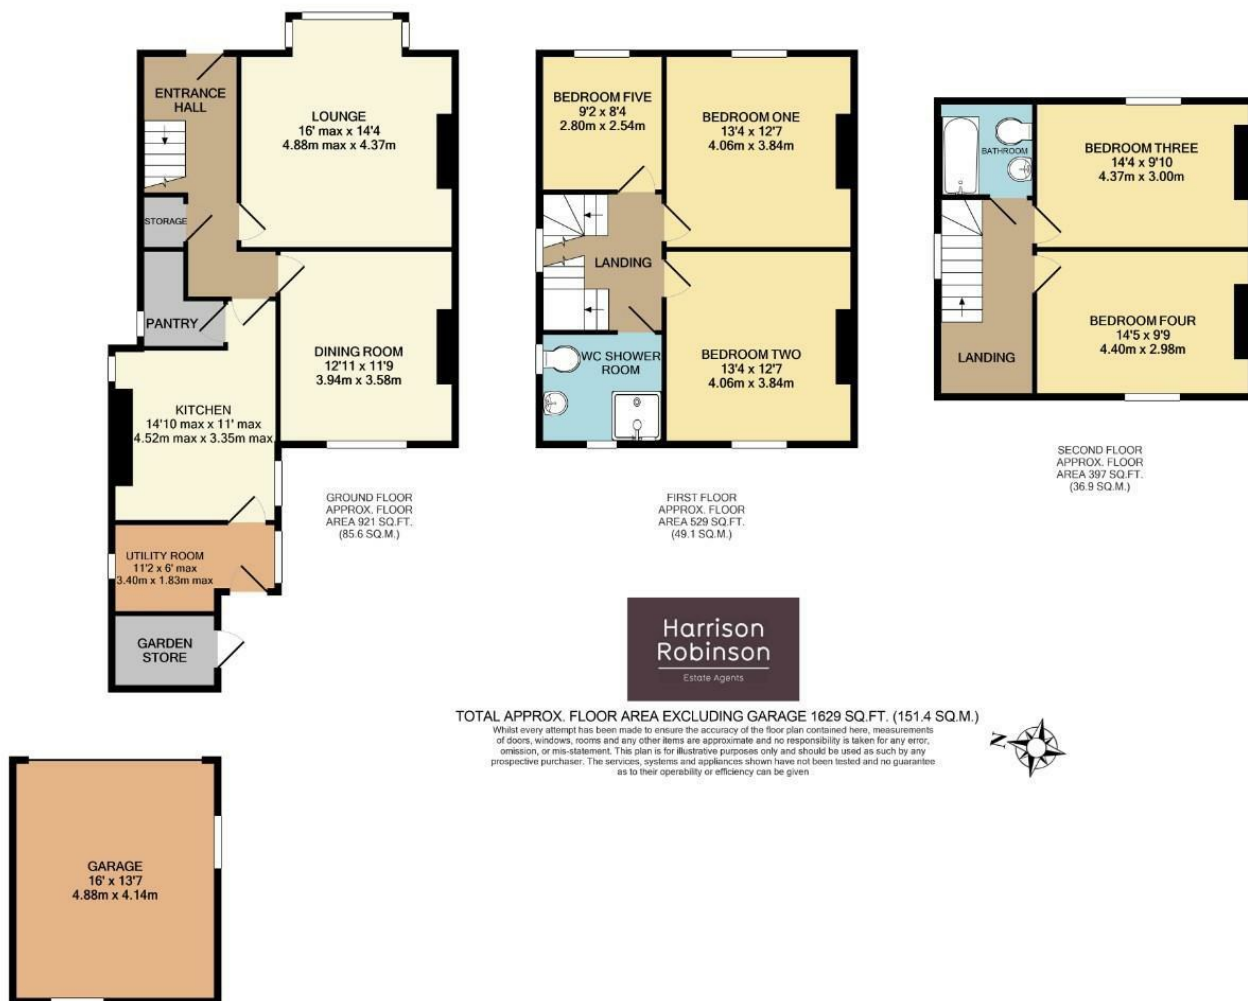 ENTRANCE
HALL
LOUNGE
16' max x 14'4
4.88m max x 4.37m
STORAGE
PANTRY
DINING ROOM
12'11 x 11'9
3.94m x 3.58m
KITCHEN
14'10 max x 11' max
4.52m max x 3.35m max
UTILITY ROOM
11'2 x 6' max
3.40m x 1.83m max
GARDEN
STORE
GROUND FLOOR
APPROX. FLOOR
AREA 921 SQ.FT.
(85.6 SQ.M.)
BEDROOM FIVE
9'2 x 8'4
2.80m x 2.54m
BEDROOM ONE
13'4 x 12'7
4.06m x 3.84m
LANDING
WC SHOWER
ROOM
BEDROOM TWO
13'4 x 12'7
4.06m x 3.84m
FIRST FLOOR
APPROX. FLOOR
AREA 529 SQ.FT.
(49.1 SQ.M.)
BATHROOM
BEDROOM THREE
14'4 x 9'10
4.37m x 3.00m
BEDROOM FOUR
14'5 x 9'9
4.40m x 2.98m
LANDING
SECOND FLOOR
APPROX. FLOOR
AREA 397 SQ.FT.
(36.9 SQ.M.)
Harrison
Robinson
Estate Agents
TOTAL APPROX. FLOOR AREA EXCLUDING GARAGE 1629 SQ.FT. (151.4 SQ.M.)
Whilst every attempt has been made to ensure the accuracy of the floor plan contained here, measurements
of doors, windows, rooms and any other items are approximate and no responsibility is taken for any error,
omission, or mis-statement. This plan is for illustrative purposes only and should be used as such by any
prospective purchaser. The services, systems and appliances shown have not been tested and no guarantee
as to their operability or efficiency can be given
N
GARAGE
16' x 13'7
4.88m x 4.14m